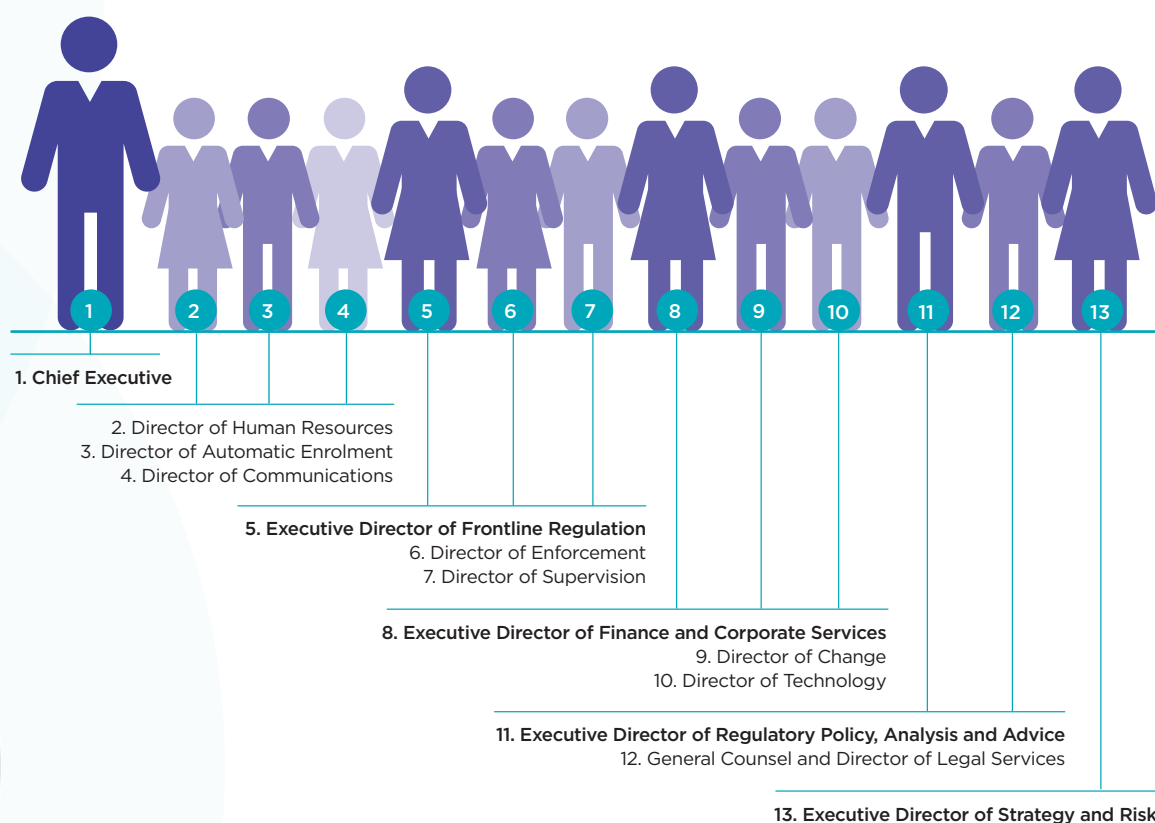 1 2 3 4 5 6 7 8 9 10 11 12 13
1. Chief Executive
2. Director of Human Resources
3. Director of Automatic Enrolment
4. Director of Communications
5. Executive Director of Frontline Regulation
6. Director of Enforcement
7. Director of Supervision
8. Executive Director of Finance and Corporate Services
9. Director of Change
10. Director of Technology
11. Executive Director of Regulatory Policy, Analysis and Advice
12. General Counsel and Director of Legal Services
13. Executive Director of Strategy and Risk